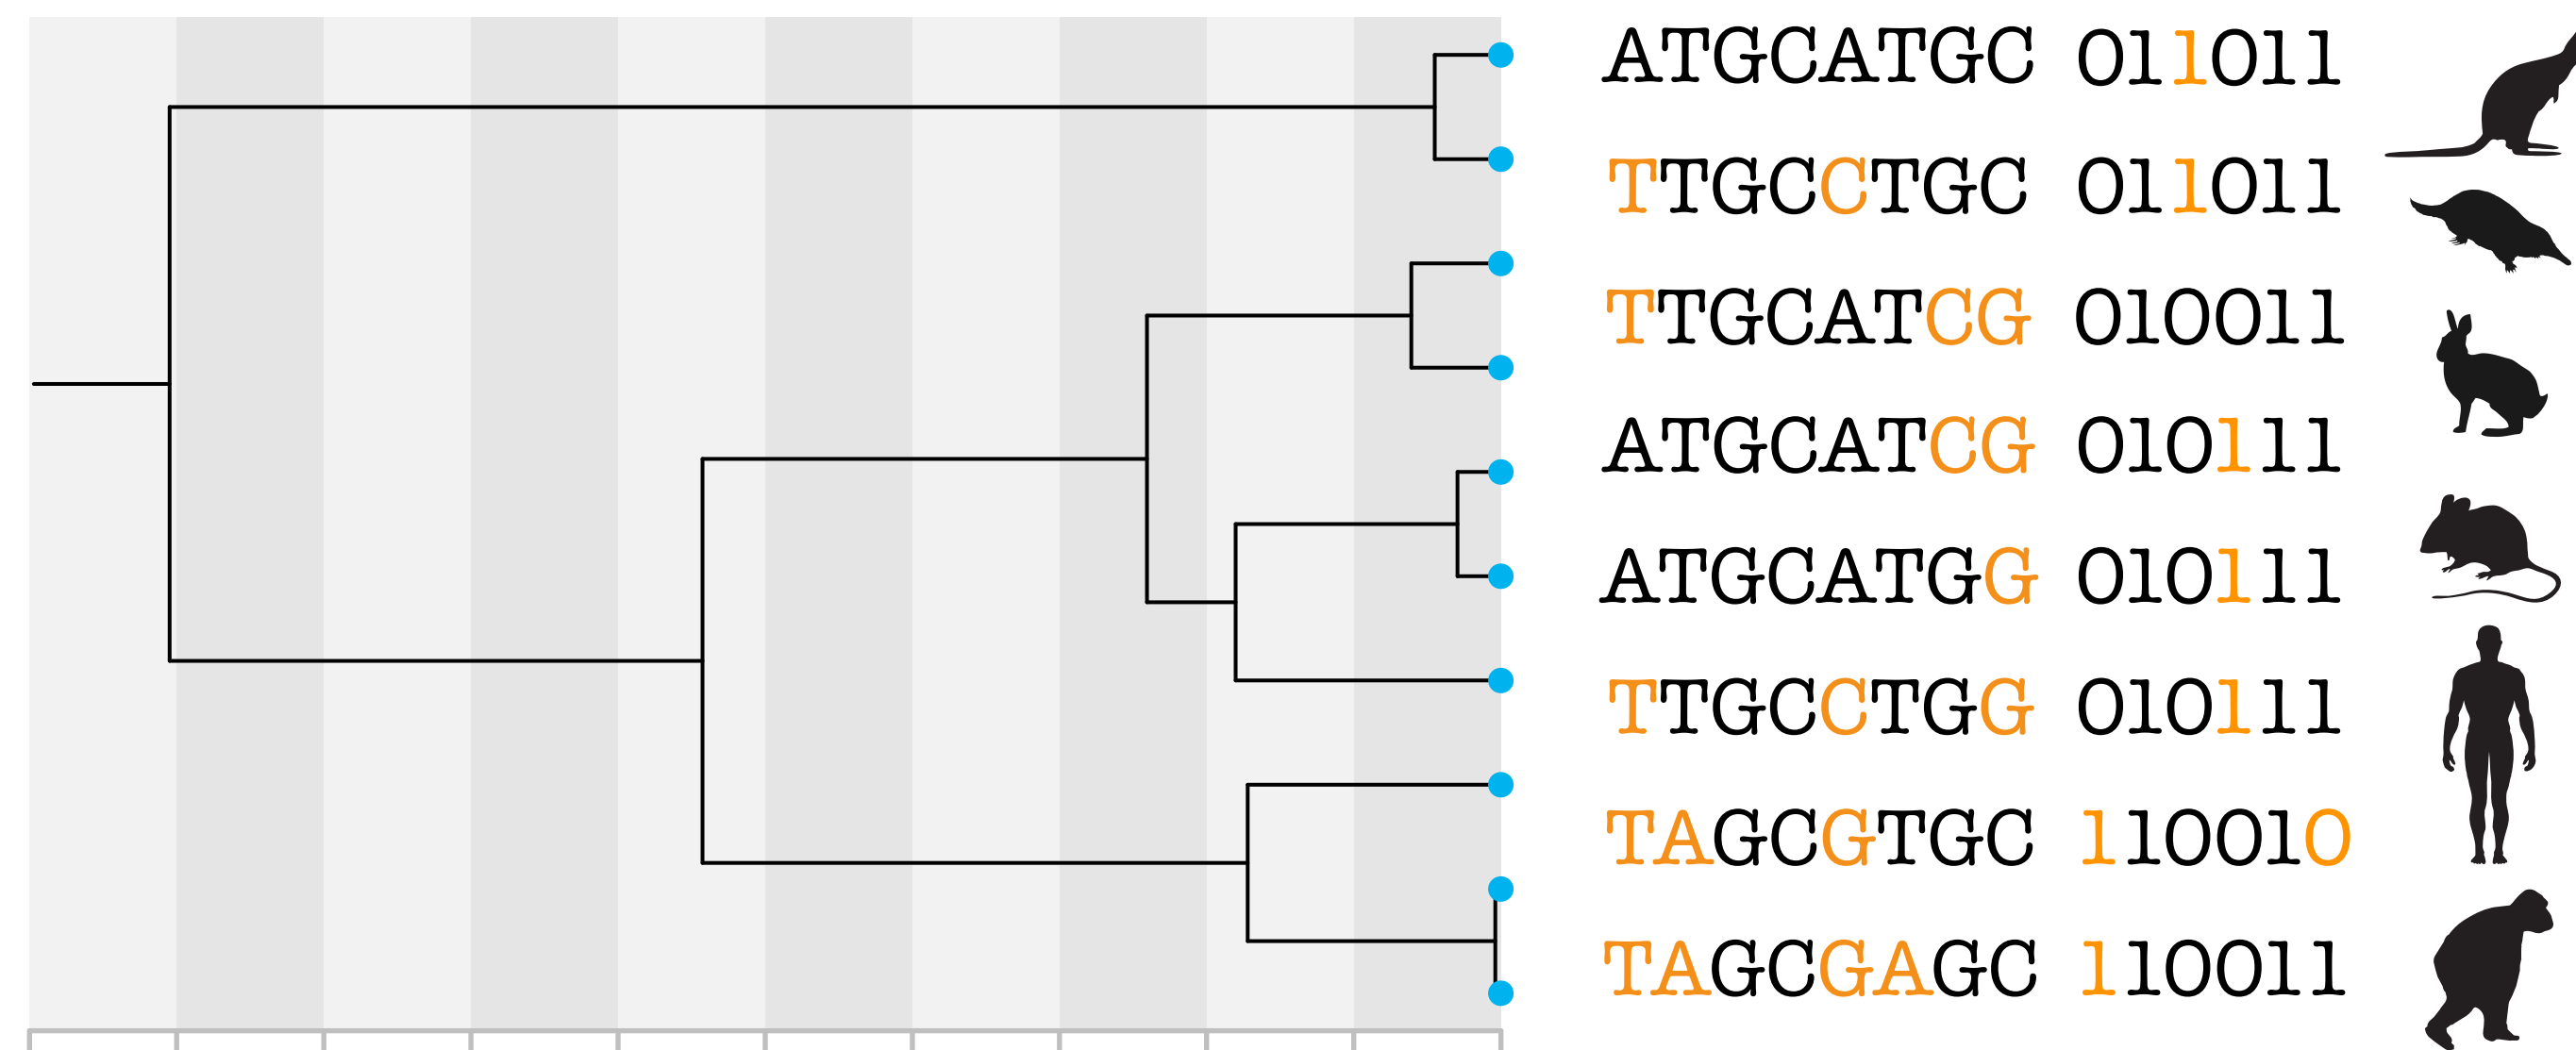 ATGCATGC 011011
TTGCCTGC 011011
TTGCATCG 010011
ATGCATCG 010111
ATGCATGG 010111
TTGCCTGG 010111
TAGCGTGC 110010
TAGCGAGC 110011